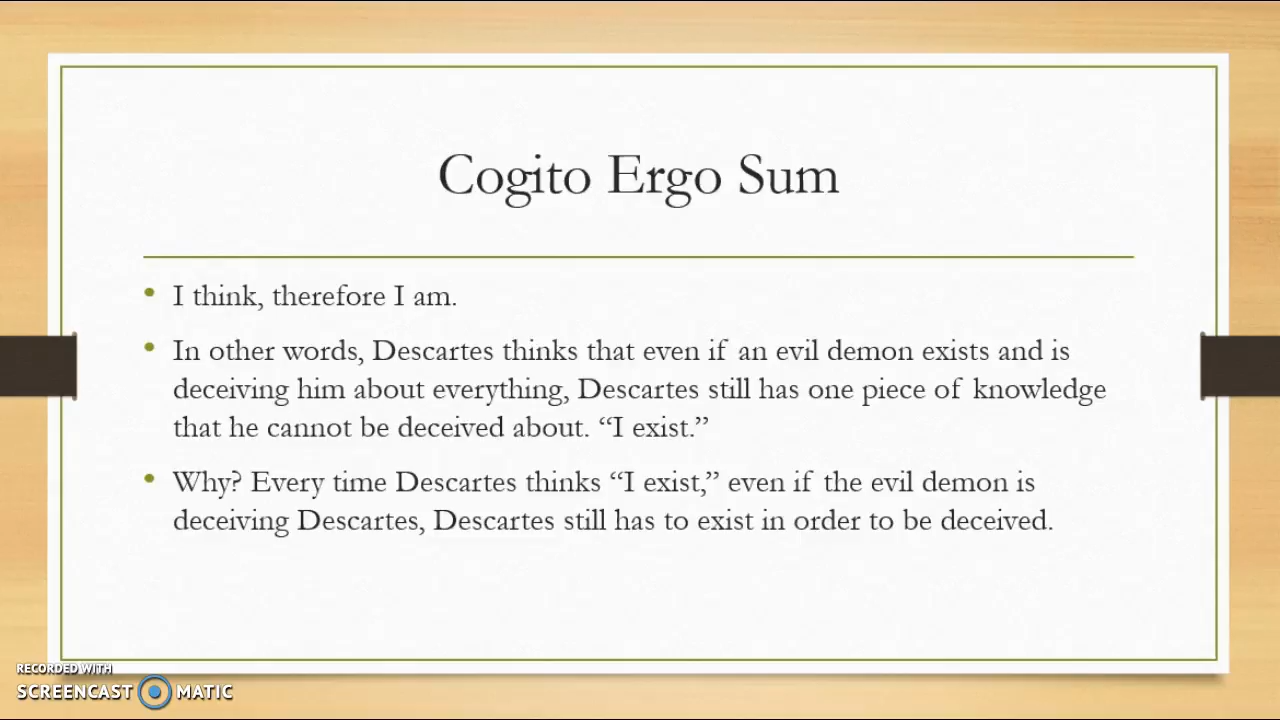 Cogito Ergo Sum
• I think, therefore I am.
• In other words, Descartes thinks that even if an evil demon exists and is
deceiving him about everything, Descartes still has one piece of knowledge
that he cannot be deceived about. “I exist.”
• Why? Every time Descartes thinks “I exist,” even if the evil demon is
deceiving Descartes, Descartes still has to exist in order to be deceived.
RECORDED WITH
SCREENCAST MATIC